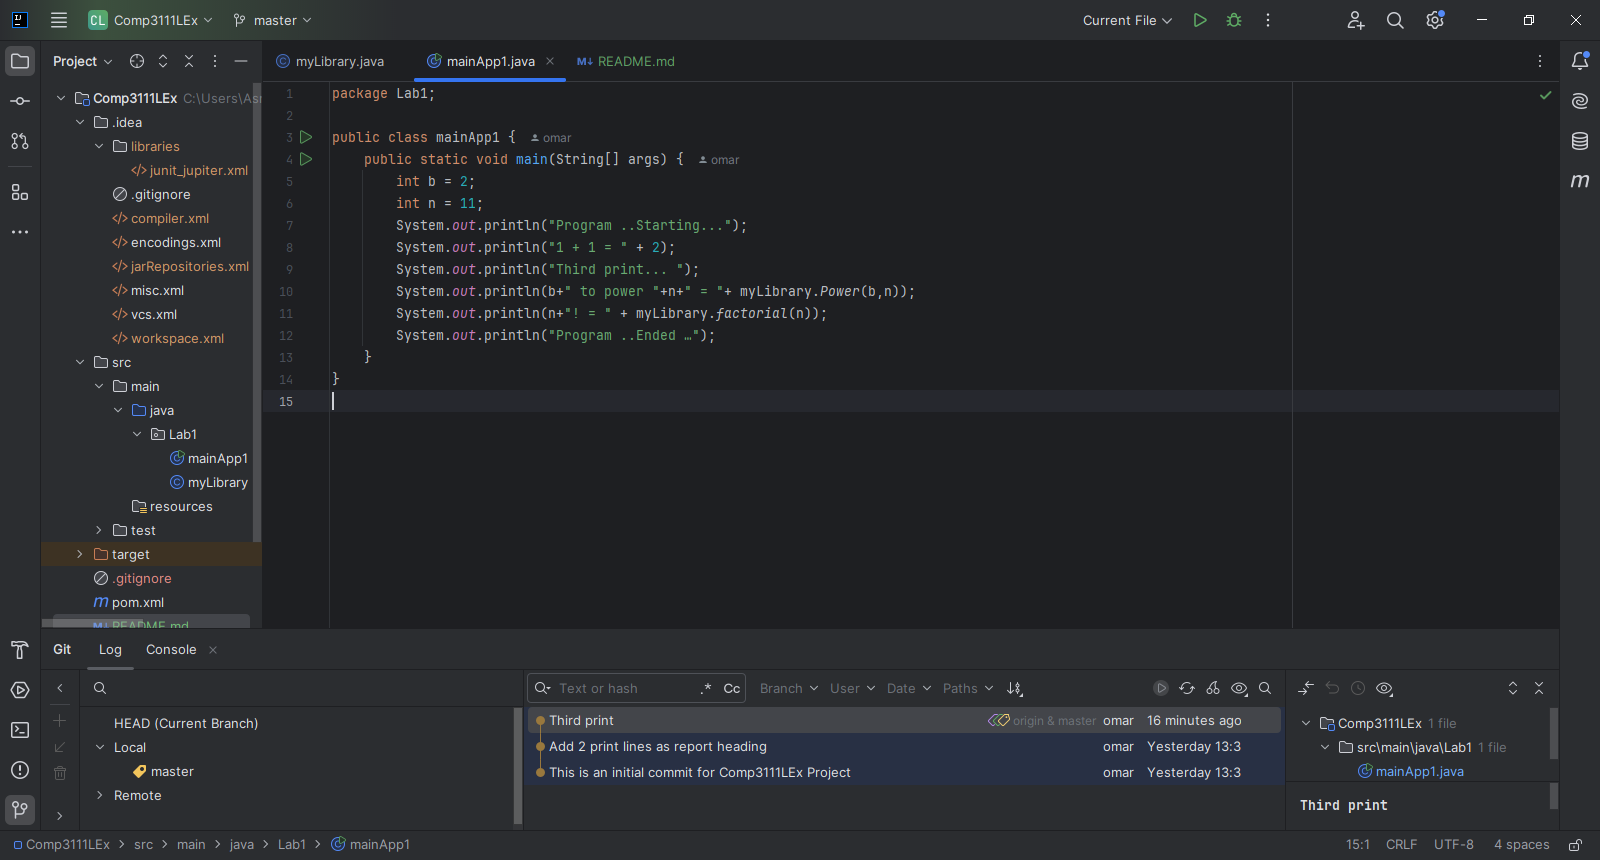 CL Comp3111LEx master Current File
Project
myLibrary.java mainApp1.java README.md
Comp3111LEx C:\Users\As
.idea
libraries
junit_jupiter.xml
.gitignore
compiler.xml
encodings.xml
jarRepositories.xml
misc.xml
vcs.xml
workspace.xml
src
main
java
Lab1
mainApp1
myLibrary
resources
test
target
.gitignore
pom.xml
README.md
1 package Lab1;
2
3 public class mainApp1 { omar
4 public static void main(String[] args) { omar
5 int b = 2;
6 int n = 11;
7 System.out.println("Program ..Starting...");
8 System.out.println("1 + 1 = " + 2);
9 System.out.println("Third print... ");
10 System.out.println(b+" to power "+n+" = "+ myLibrary.Power(b,n));
11 System.out.println(n+"! = " + myLibrary.factorial(n));
12 System.out.println("Program ..Ended …");
13 }
14 }
15
Git Log Console
HEAD (Current Branch)
Local
master
Remote
Text or hash .* Cc Branch User Date Paths
Third print origin & master omar 16 minutes ago
Add 2 print lines as report heading omar Yesterday 13:3
This is an initial commit for Comp3111LEx Project omar Yesterday 13:3
Comp3111LEx 1 file
src\main\java\Lab1 1 file
mainApp1.java
Third print
Comp3111LEx > src > main > java > Lab1 > mainApp1 15:1 CRLF UTF-8 4 spaces